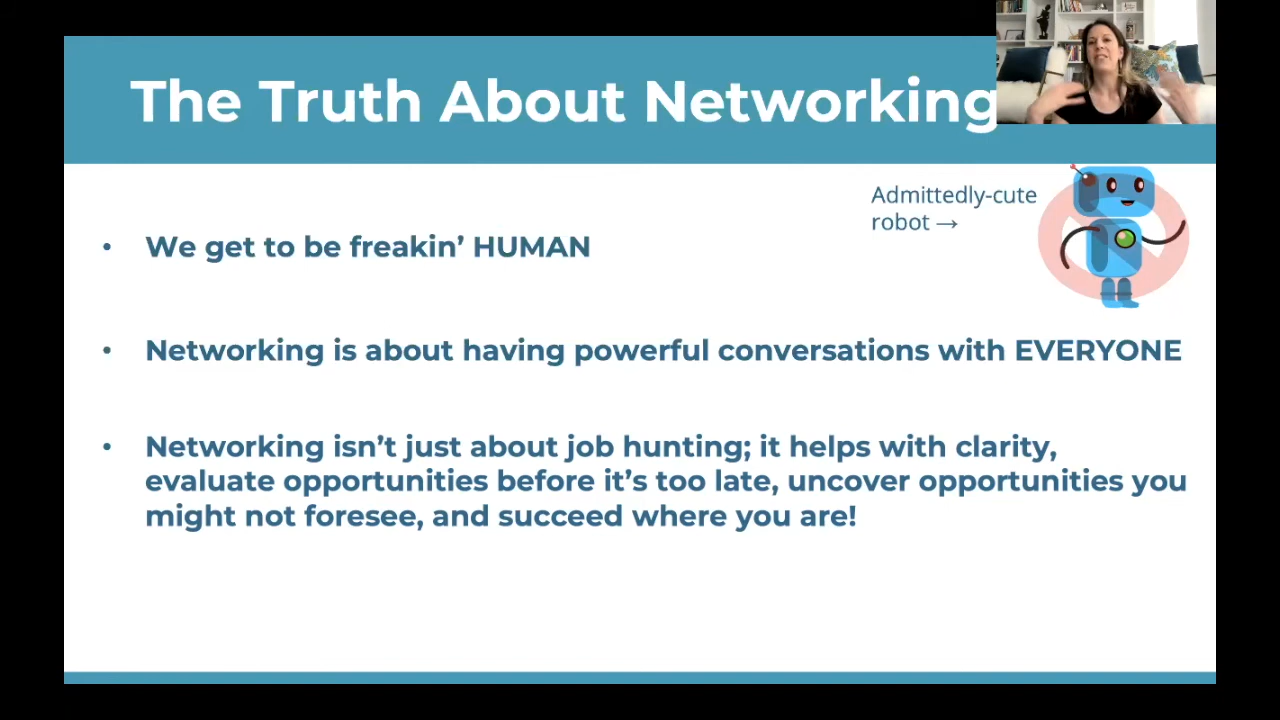 The Truth About Networking
Admittedly-cute
robot →
• We get to be freakin’ HUMAN
• Networking is about having powerful conversations with EVERYONE
• Networking isn’t just about job hunting; it helps with clarity,
evaluate opportunities before it’s too late, uncover opportunities you
might not foresee, and succeed where you are!